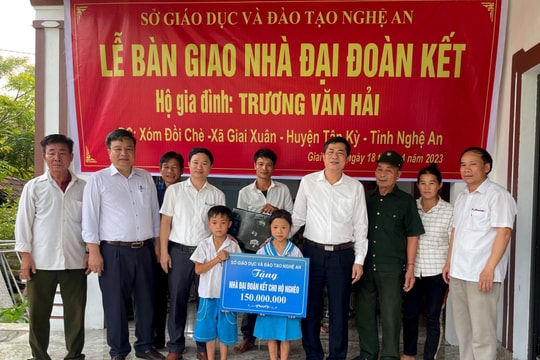 SỞ GIÁO DỤC VÀ ĐÀO TẠO NGHỆ AN
LỄ BÀN GIAO NHÀ ĐẠI ĐOÀN KẾT
Hộ gia đình: TRƯƠNG VĂN HẢI
Xóm Đồi Chè -Xã Giai Xuân - Huyện Tân Kỳ - Tỉnh Nghệ An
Giai 18 2023
SỞ GIÁO DỤC VÀ ĐÀO TẠO NGHỆ AN
Tặng
NHÀ ĐẠI ĐOÀN KẾT CHO HỘ NGHÈO
150.000.000